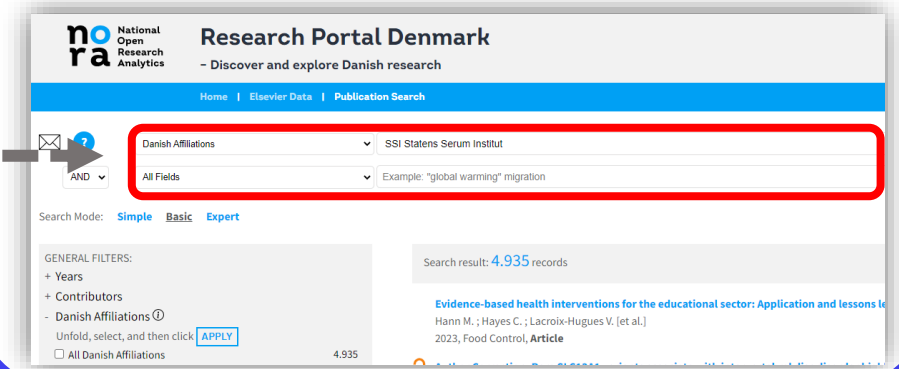 nora National Open Research Analytics
Research Portal Denmark
– Discover and explore Danish research
Home | Elsevier Data | Publication Search
?
Danish Affiliations SSI Statens Serum Institut
AND All Fields Example: "global warming" migration
Search Mode: Simple Basic Expert
GENERAL FILTERS:
+ Years
+ Contributors
- Danish Affiliations ⓘ
Unfold, select, and then click APPLY
All Danish Affiliations 4.935
Search result: 4.935 records
Evidence-based health interventions for the educational sector: Application and lessons
Hann M. ; Hayes C. ; Lacroix-Hugues V. [et al.]
2023, Food Control, Article